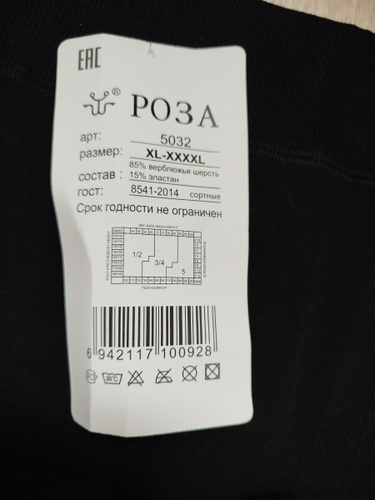 EAC
® РОЗА
арт: 5032
размер: XL-XXXXL
состав : 85% верблюжья шерсть
15% эластан
гост: 8541-2014 сортные
Срок годности не ограничен
1/2
3/4
5
6 942117 100928
РСТ 30°C